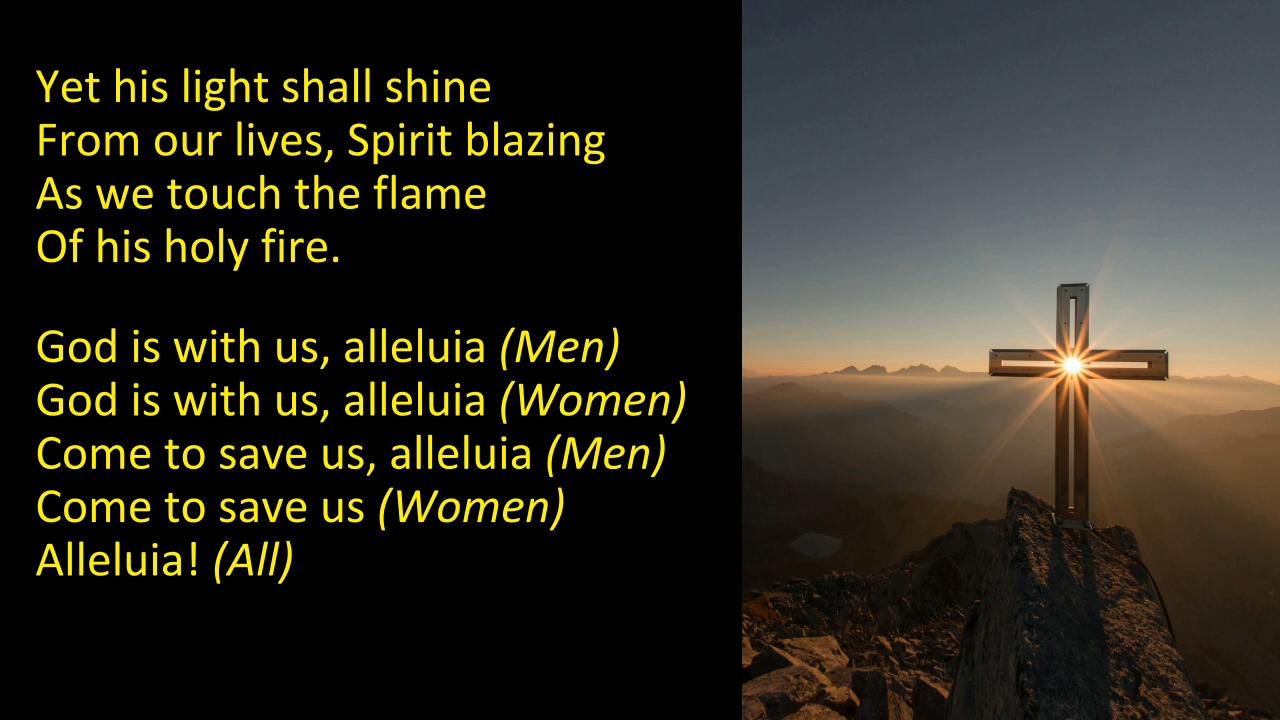 Yet his light shall shine
From our lives, Spirit blazing
As we touch the flame
Of his holy fire.
God is with us, alleluia (Men)
God is with us, alleluia (Women)
Come to save us, alleluia (Men)
Come to save us (Women)
Alleluia! (All)